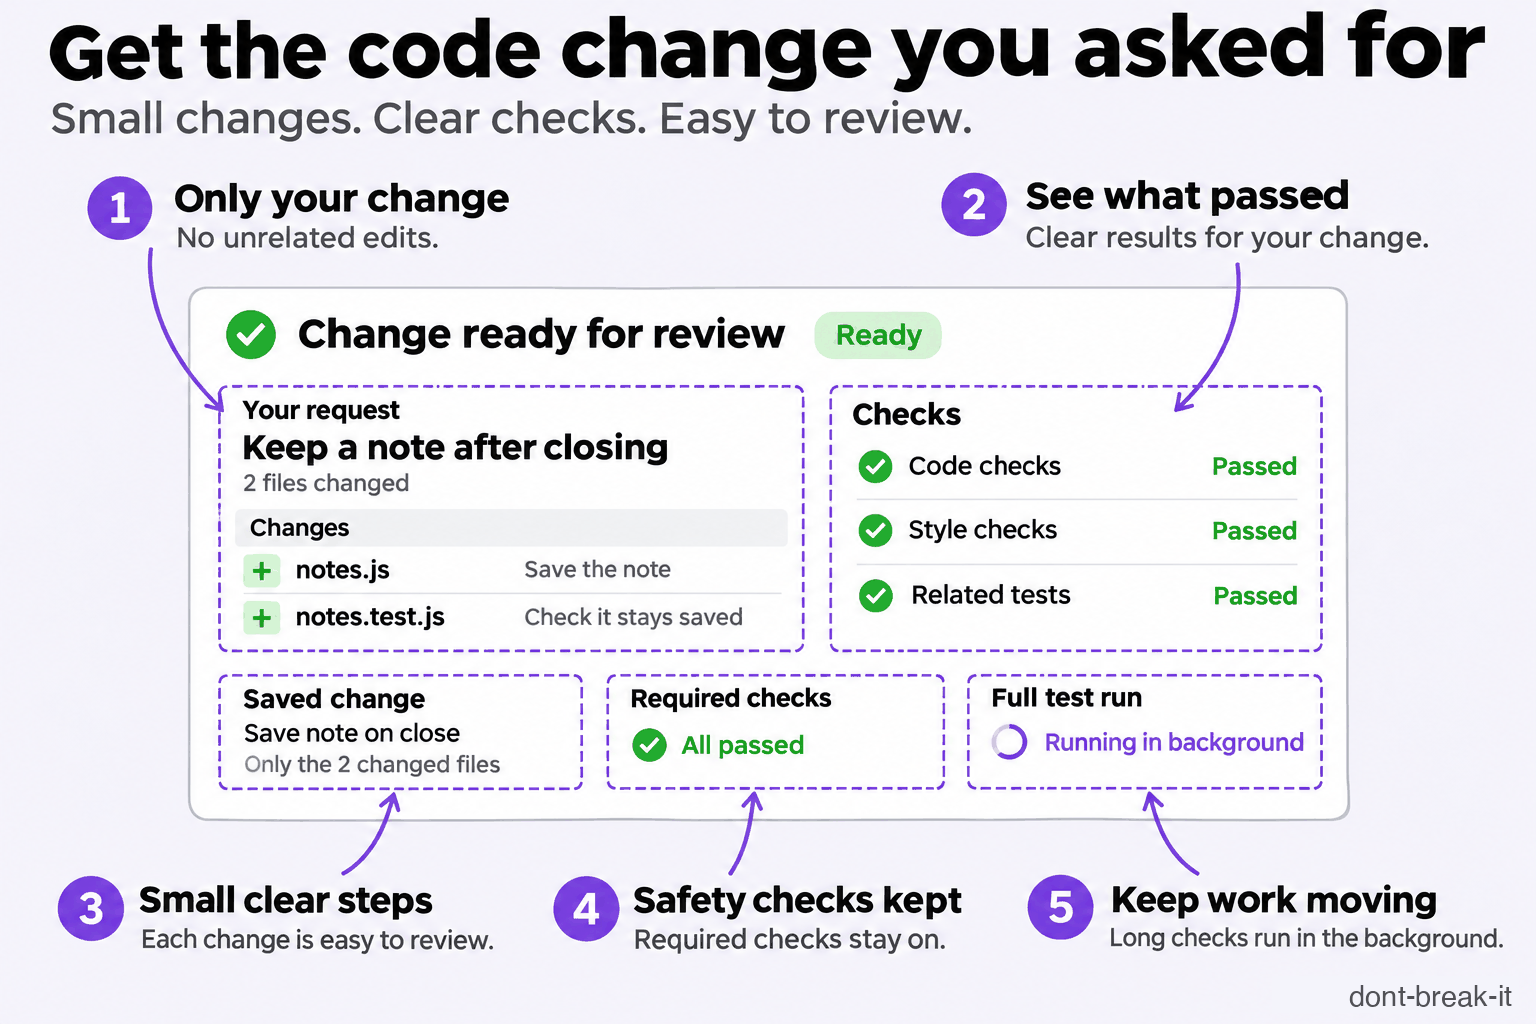 Get the code change you asked for
Small changes. Clear checks. Easy to review.
1
Only your change
No unrelated edits.
2
See what passed
Clear results for your change.
Change ready for review
Ready
Your request
Keep a note after closing
2 files changed
Changes
+ notes.js Save the note
+ notes.test.js Check it stays saved
Checks
Code checks Passed
Style checks Passed
Related tests Passed
Saved change
Save note on close
Only the 2 changed files
Required checks
All passed
Full test run
Running in background
3
Small clear steps
Each change is easy to review.
4
Safety checks kept
Required checks stay on.
5
Keep work moving
Long checks run in the background.
dont-break-it